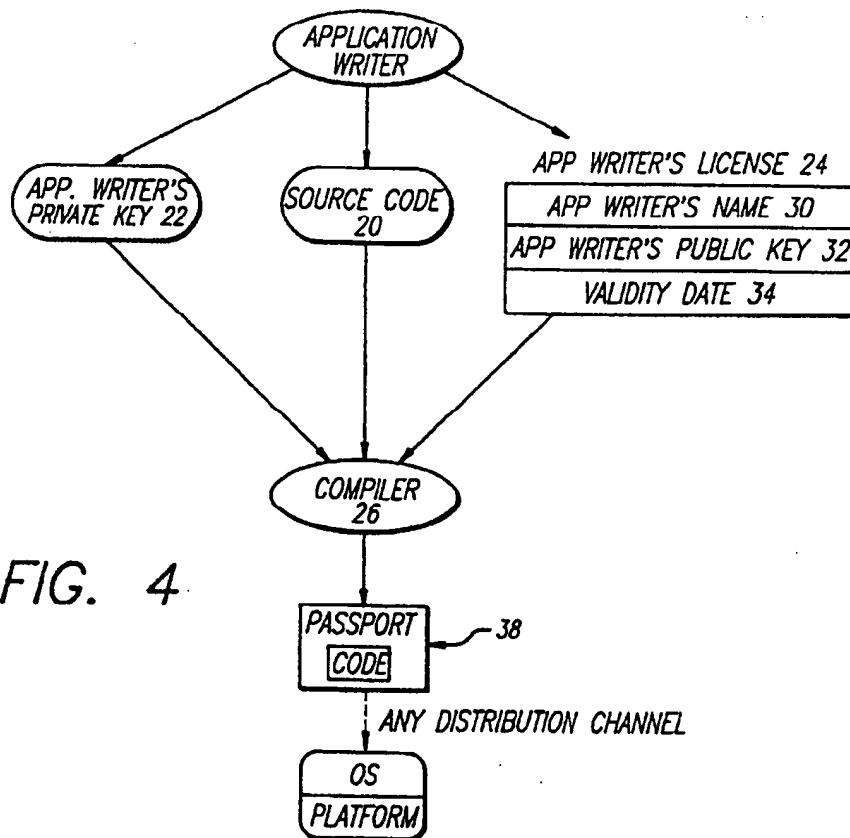 APPLICATION
WRITER
APP. WRITER'S
PRIVATE KEY 22
SOURCE CODE
20
APP WRITER'S LICENSE 24
APP WRITER'S NAME 30
APP WRITER'S PUBLIC KEY 32
VALIDITY DATE 34
COMPILER
26
FIG. 4
PASSPORT
CODE
38
ANY DISTRIBUTION CHANNEL
OS
PLATFORM